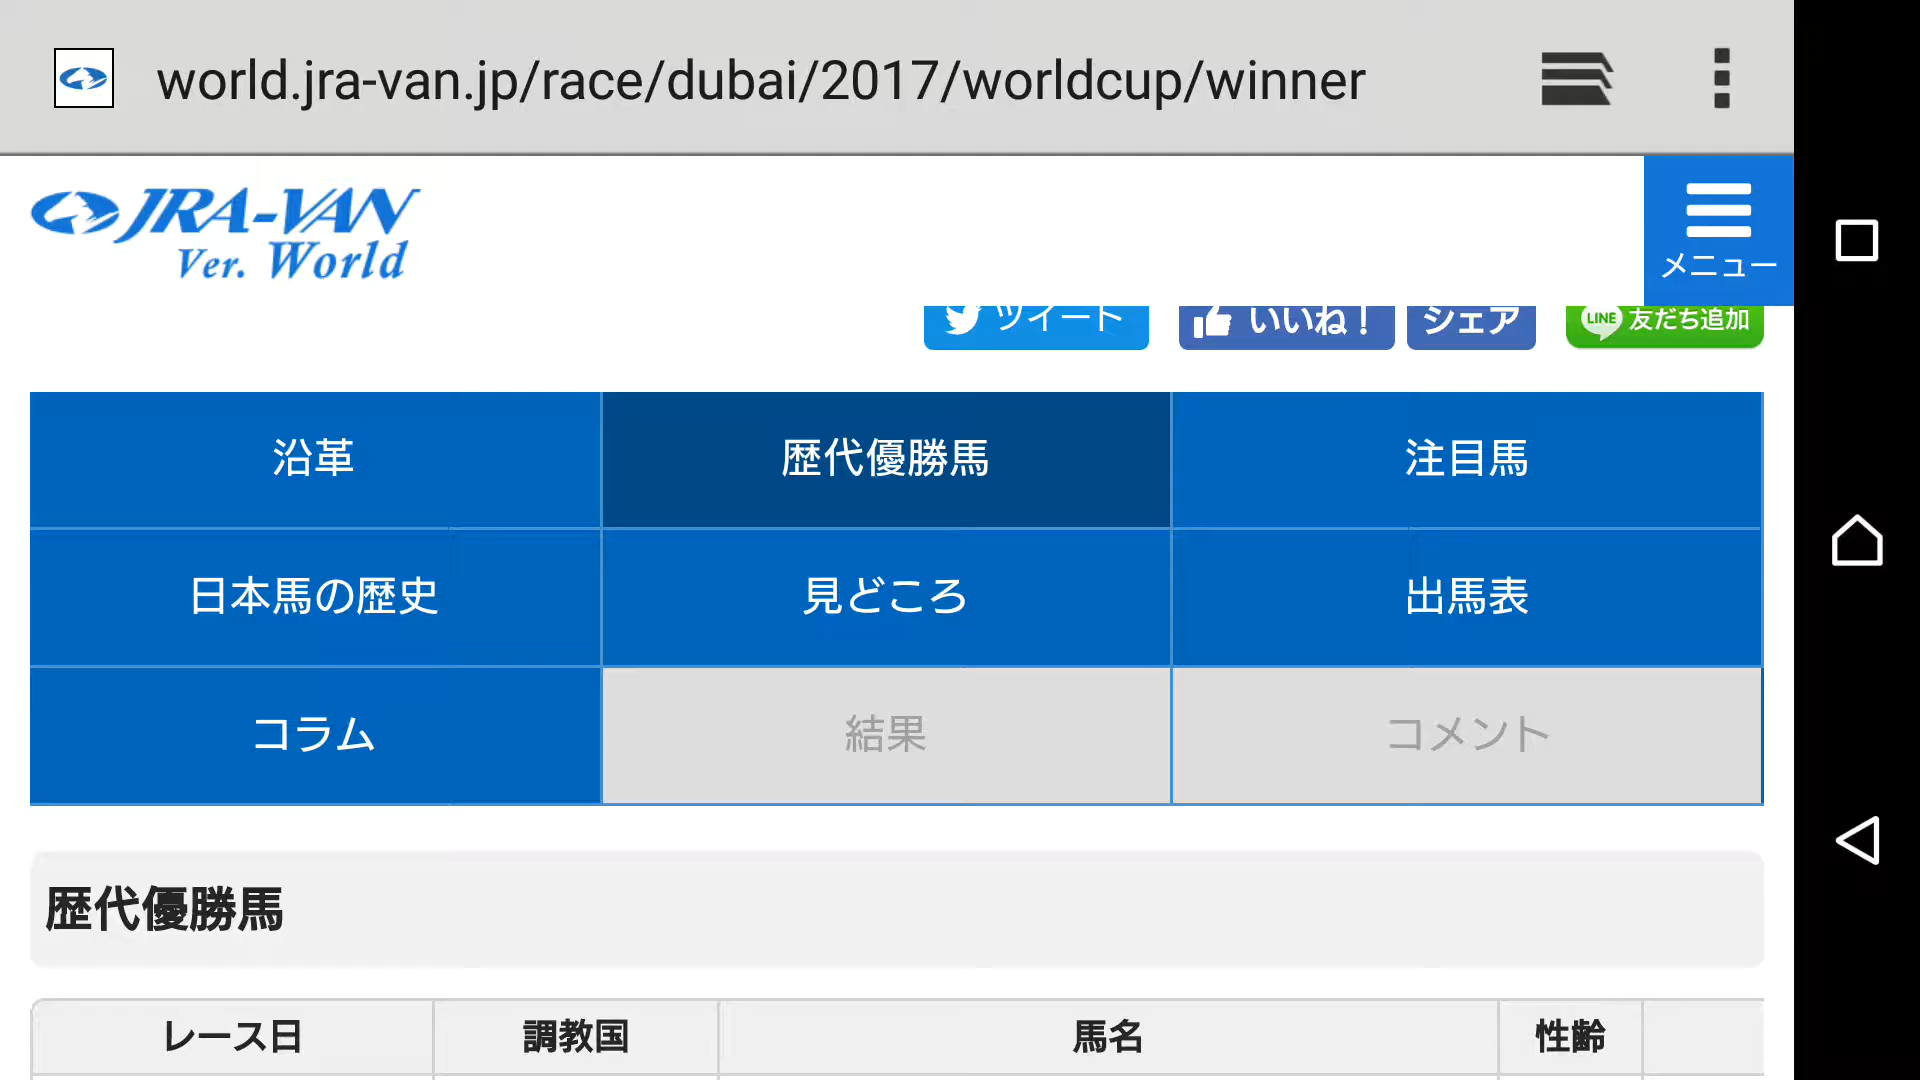 world.jra-van.jp/race/dubai/2017/worldcup/winner
JRA-VAN
Ver. World
メニュー
ツイート
いいね！
シェア
LINE
友だち追加
沿革
歴代優勝馬
注目馬
日本馬の歴史
見どころ
出馬表
コラム
結果
コメント
歴代優勝馬
レース日
調教国
馬名
性齢